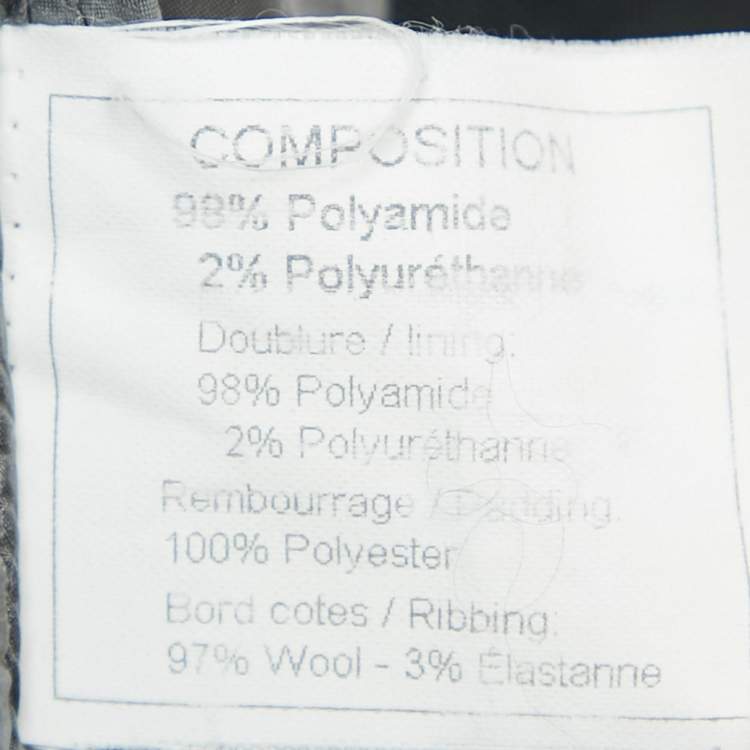 COMPOSITION
98% Polyamide
2% Polyuréthanne
Doublure / lining:
98% Polyamide
2% Polyuréthanne
Rembourrage / Padding:
100% Polyester
Bord cotes / Ribbing:
97% Wool - 3% Élastanne